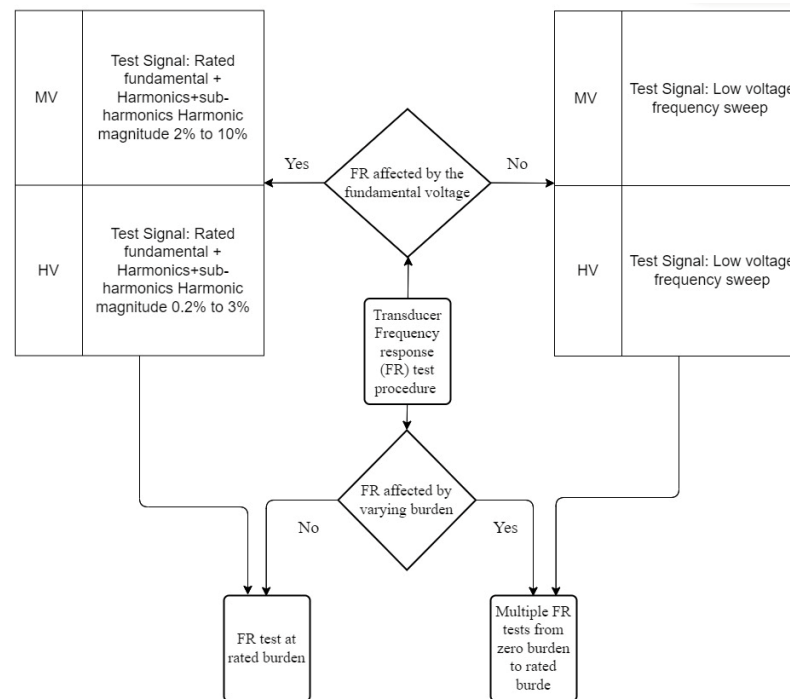 MV
Test Signal: Rated
fundamental +
Harmonics+sub-
harmonics Harmonic
magnitude 2% to 10%
HV
Test Signal: Rated
fundamental +
Harmonics+sub-
harmonics Harmonic
magnitude 0.2% to 3%
Yes
FR affected by the
fundamental voltage
No
MV
Test Signal: Low voltage
frequency sweep
HV
Test Signal: Low voltage
frequency sweep
Transducer
Frequency
response
(FR) test
procedure
FR affected by
varying burden
No
Yes
FR test at
rated burden
Multiple FR
tests from
zero burden
to rated
burde